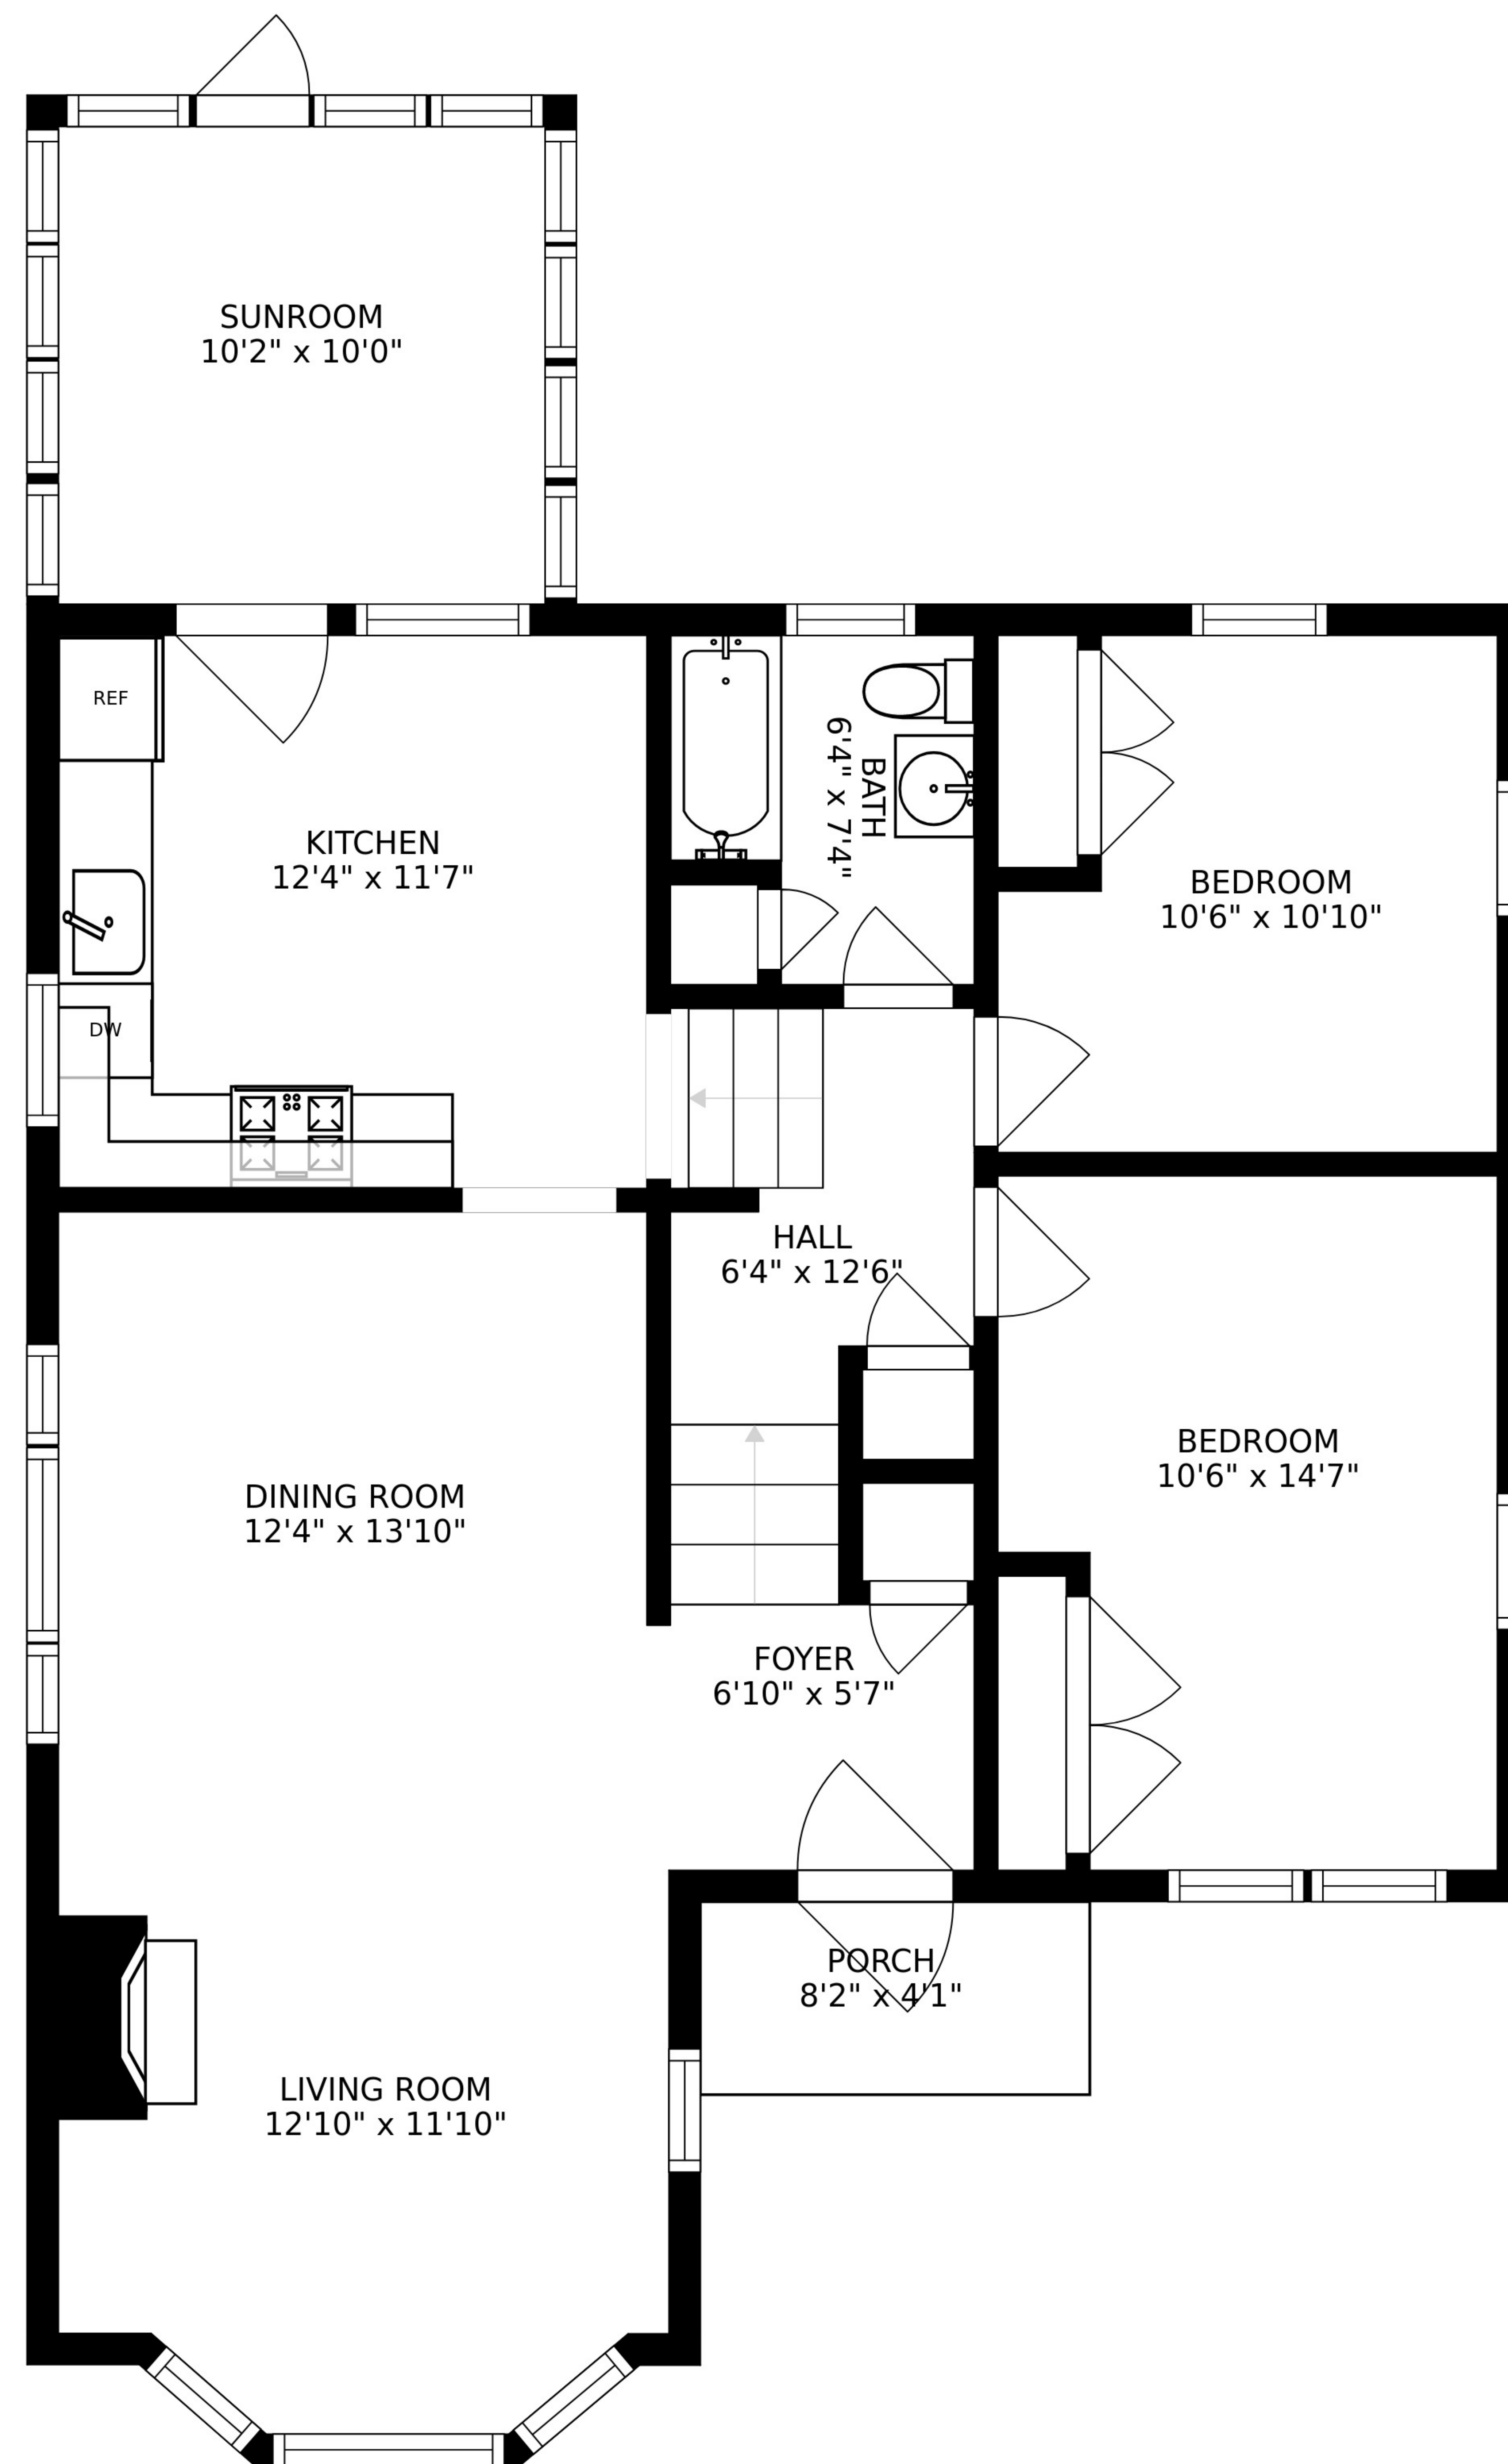 SUNROOM
10'2" x 10'0"
REF
KITCHEN
12'4" x 11'7"
BATH
6'4" x 7'4"
BEDROOM
10'6" x 10'10"
DW
HALL
6'4" x 12'6"
BEDROOM
10'6" x 14'7"
DINING ROOM
12'4" x 13'10"
FOYER
6'10" x 5'7"
PORCH
8'2" x 4'1"
LIVING ROOM
12'10" x 11'10"